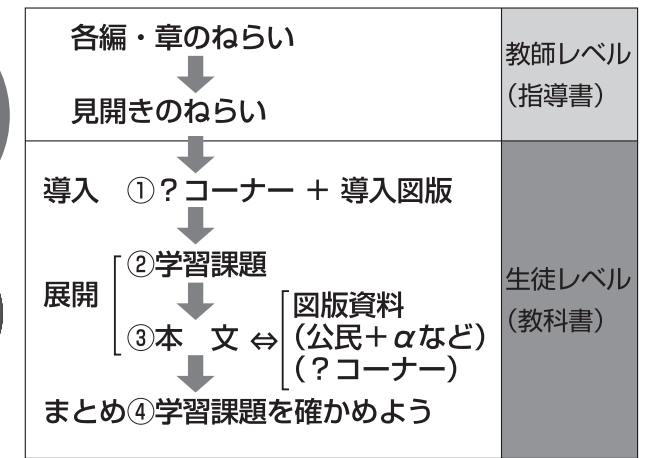 各編・章のねらい
見開きのねらい
教師レベル
(指導書)
導入 ①?コーナー + 導入図版
展開
②学習課題
③本 文 ⇔
図版資料
(公民+αなど)
(?コーナー)
まとめ④学習課題を確かめよう
生徒レベル
(教科書)